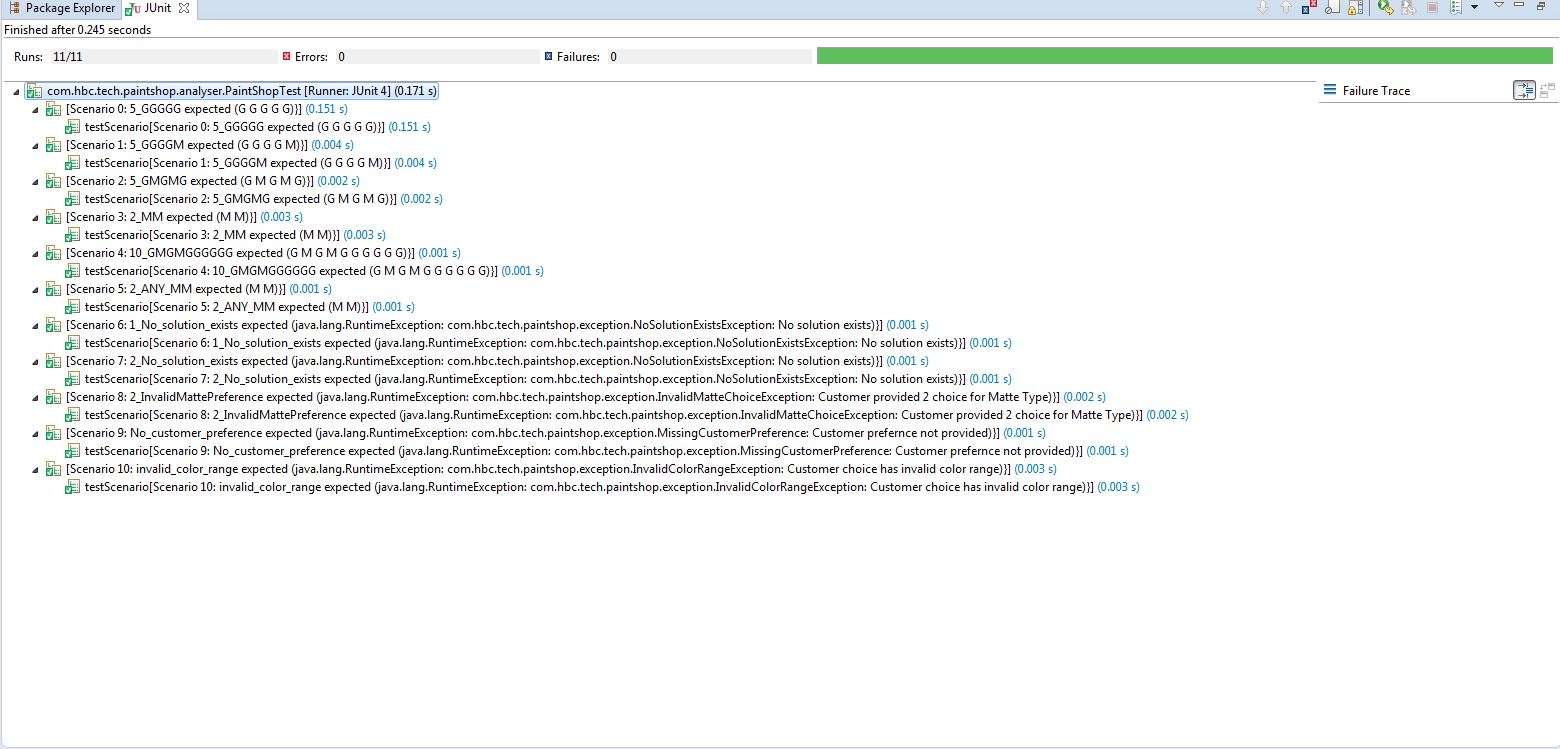 Package Explorer JUnit
Finished after 0.245 seconds
Runs: 11/11 Errors: 0 Failures: 0
com.hbc.tech.paintshop.analyser.PaintShopTest [Runner: JUnit 4] (0.171 s)
Failure Trace
[Scenario 0: 5_GGGGG expected (G G G G G)}] (0.151 s)
testScenario[Scenario 0: 5_GGGGG expected (G G G G G)}] (0.151 s)
[Scenario 1: 5_GGGGM expected (G G G G M)}] (0.004 s)
testScenario[Scenario 1: 5_GGGGM expected (G G G G M)}] (0.004 s)
[Scenario 2: 5_GMGMG expected (G M G M G)}] (0.002 s)
testScenario[Scenario 2: 5_GMGMG expected (G M G M G)}] (0.002 s)
[Scenario 3: 2_MM expected (M M)}] (0.003 s)
testScenario[Scenario 3: 2_MM expected (M M)}] (0.003 s)
[Scenario 4: 10_GMGMGGGGGG expected (G M G M G G G G G G)}] (0.001 s)
testScenario[Scenario 4: 10_GMGMGGGGGG expected (G M G M G G G G G G)}] (0.001 s)
[Scenario 5: 2_ANY_MM expected (M M)}] (0.001 s)
testScenario[Scenario 5: 2_ANY_MM expected (M M)}] (0.001 s)
[Scenario 6: 1_No_solution_exists expected (java.lang.RuntimeException: com.hbc.tech.paintshop.exception.NoSolutionExistsException: No solution exists)}] (0.001 s)
testScenario[Scenario 6: 1_No_solution_exists expected (java.lang.RuntimeException: com.hbc.tech.paintshop.exception.NoSolutionExistsException: No solution exists)}] (0.001 s)
[Scenario 7: 2_No_solution_exists expected (java.lang.RuntimeException: com.hbc.tech.paintshop.exception.NoSolutionExistsException: No solution exists)}] (0.001 s)
testScenario[Scenario 7: 2_No_solution_exists expected (java.lang.RuntimeException: com.hbc.tech.paintshop.exception.NoSolutionExistsException: No solution exists)}] (0.001 s)
[Scenario 8: 2_InvalidMattePreference expected (java.lang.RuntimeException: com.hbc.tech.paintshop.exception.InvalidMatteChoiceException: Customer provided 2 choice for Matte Type)}] (0.002 s)
testScenario[Scenario 8: 2_InvalidMattePreference expected (java.lang.RuntimeException: com.hbc.tech.paintshop.exception.InvalidMatteChoiceException: Customer provided 2 choice for Matte Type)}] (0.002 s)
[Scenario 9: No_customer_preference expected (java.lang.RuntimeException: com.hbc.tech.paintshop.exception.MissingCustomerPreference: Customer prefernce not provided)}] (0.001 s)
testScenario[Scenario 9: No_customer_preference expected (java.lang.RuntimeException: com.hbc.tech.paintshop.exception.MissingCustomerPreference: Customer prefernce not provided)}] (0.001 s)
[Scenario 10: invalid_color_range expected (java.lang.RuntimeException: com.hbc.tech.paintshop.exception.InvalidColorRangeException: Customer choice has invalid color range)}] (0.003 s)
testScenario[Scenario 10: invalid_color_range expected (java.lang.RuntimeException: com.hbc.tech.paintshop.exception.InvalidColorRangeException: Customer choice has invalid color range)}] (0.003 s)